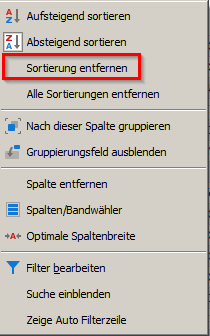 Aufsteigend sortieren
Absteigend sortieren
Sortierung entfernen
Alle Sortierungen entfernen
Nach dieser Spalte gruppieren
Gruppierungsfeld ausblenden
Spalte entfernen
Spalten/Bandwähler
Optimale Spaltenbreite
Filter bearbeiten
Suche einblenden
Zeige Auto Filterzeile